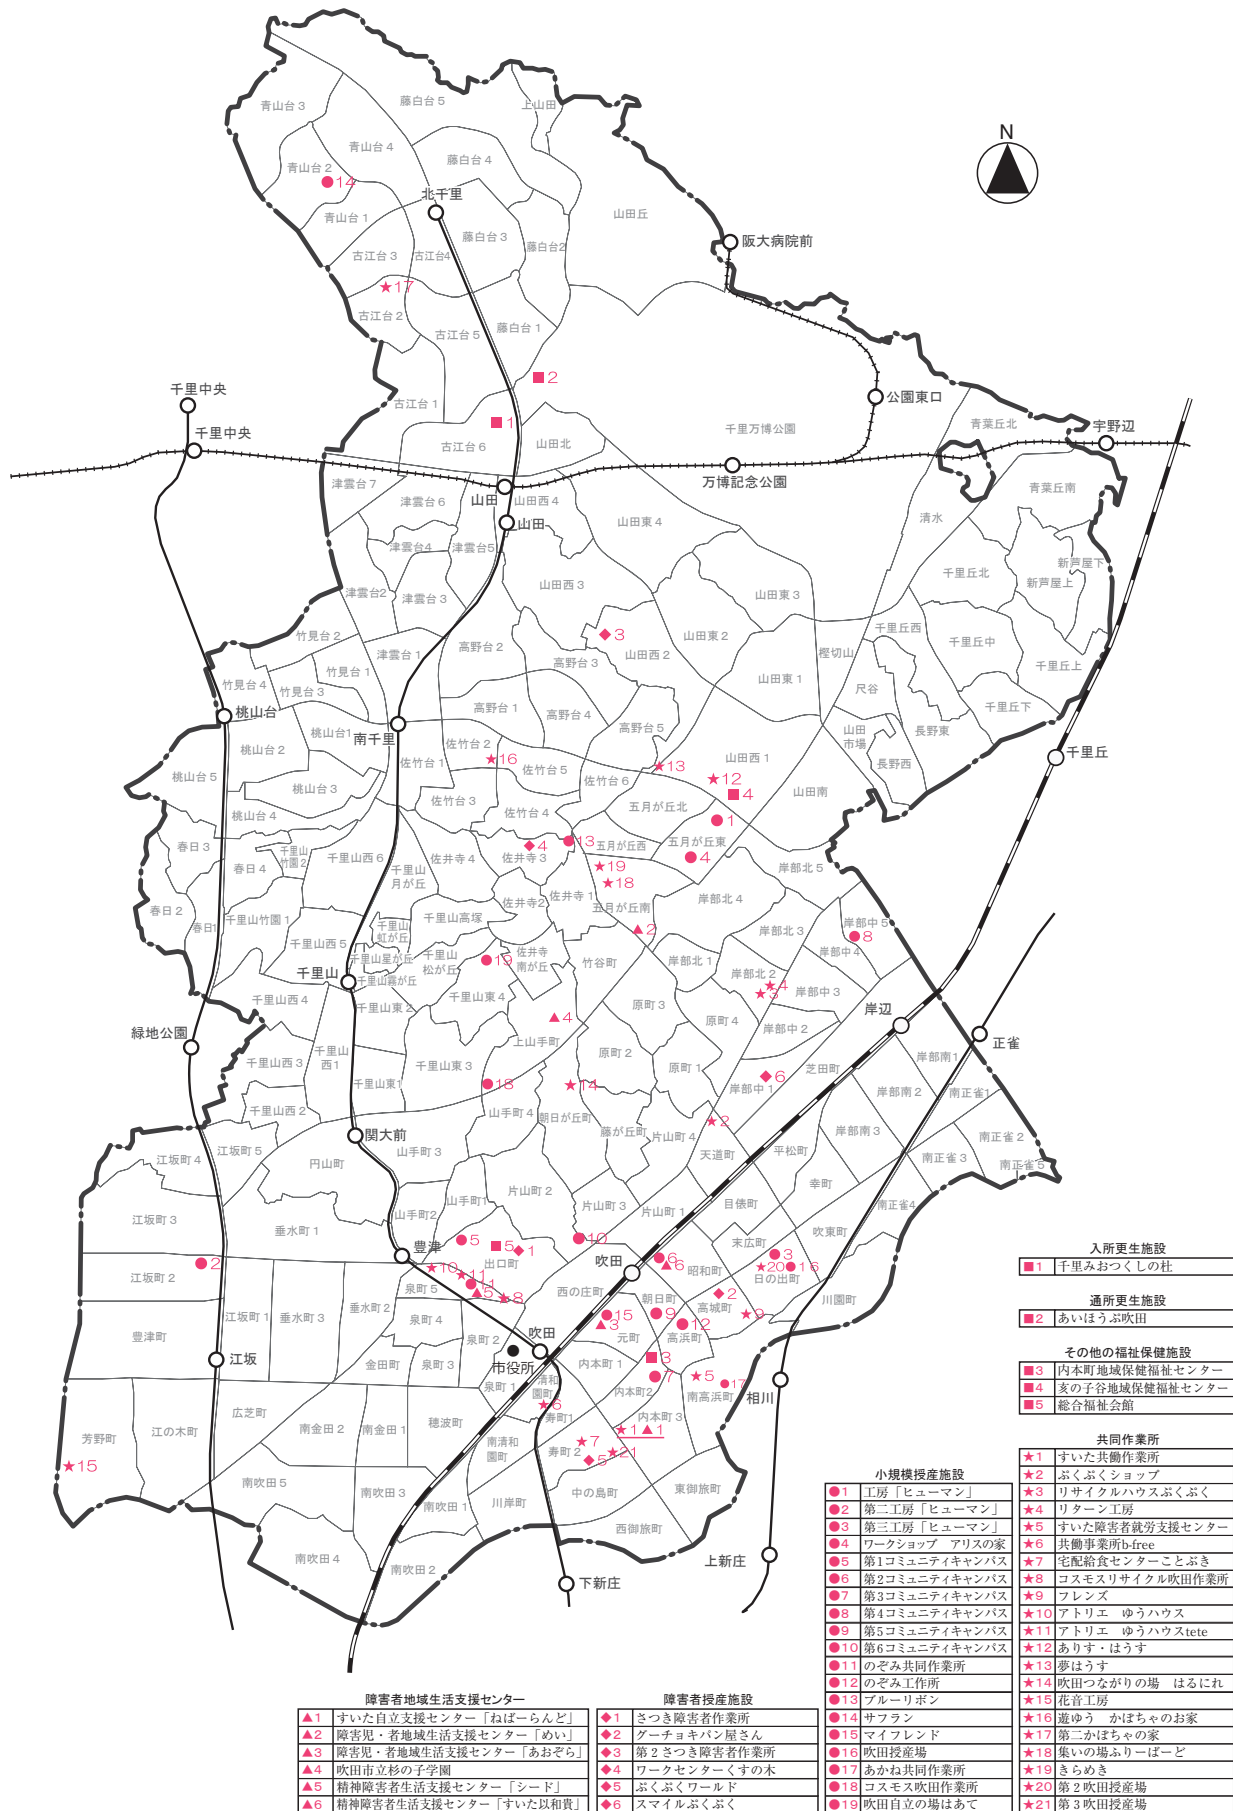 N
青山台３
藤白台５
上山田
青山台４
青山台２
●14
藤白台４
北千里
青山台１
山田丘
藤白台３
藤白台２
阪大病院前
古江台３
古江台４
★17
古江台２
古江台５
藤白台１
■2
千里中央
公園東口
古江台１
■1
千里中央
古江台６
山田北
千里万博公園
青葉丘北
宇野辺
万博記念公園
津雲台７
山田
津雲台６
山田西４
青葉丘南
山田
山田東４
清水
津雲台４
津雲台５
新芦屋下
千里丘北
新芦屋上
津雲台２
津雲台３
山田西３
山田東３
竹見台２
千里丘西
◆3
山田東２
千里丘中
津雲台１
高野台２
山田西２
樫切山
高野台３
千里丘上
竹見台１
竹見台４
竹見台３
山田東１
尺谷
桃山台
高野台１
高野台４
千里丘下
南千里
桃山台１
高野台５
山田
市場
長野東
桃山台２
佐竹台２
★16
山田西１
千里丘
佐竹台１
佐竹台５
★13
長野西
桃山台５
★12
佐竹台６
桃山台３
■4
山田南
佐竹台３
五月が丘北
桃山台４
佐竹台４
●1
春日３
◆4
●13
五月が丘西
五月が丘東
千里山
竹園２
千里山西６
佐井寺４
佐井寺３
●4
春日４
★19
岸部北５
千里山
月が丘
★18
春日２
佐井寺１
岸部北４
佐井寺２
五月が丘南
春日１
千里山竹園１
千里山高塚
岸部中５
千里山
虹が丘
▲2
岸部北３
●8
千里山西５
千里山
松が丘
佐井寺
南が丘
岸部中４
千里山星が丘
●19
竹谷町
岸部北１
千里山
千里山霧が丘
岸部北２
★4
★3
岸部中３
千里山西４
千里山東２
千里山東４
原町３
▲4
原町４
岸部中２
岸辺
緑地公園
上山手町
正雀
千里山
西１
原町２
千里山西３
千里山東３
原町１
芝田町
岸部南１
◆6
千里山東１
●18
★14
岸部中１
岸部南２
南正雀１
千里山西２
山手町４
朝日が丘町
★2
関大前
藤が丘町
片山町４
岸部南３
南正雀２
江坂町５
山手町３
天道町
平松町
江坂町４
円山町
南正雀３
南正雀５
片山町２
幸町
山手町１
片山町３
目俵町
南正雀４
江坂町３
山手町２
片山町１
垂水町１
吹東町
●5
●10
末広町
■5
◆1
豊津
出口町
●6
●3
江坂町２
●2
★10
吹田
▲6
昭和町
★20
●16
★11
日の出町
●11
泉町５
▲5
★8
西の庄町
朝日町
◆2
川園町
垂水町２
高城町
豊津町
江坂町１
垂水町３
泉町４
●15
●9
★9
▲3
●12
元町
高浜町
泉町２
吹田
江坂
金田町
泉町３
市役所
内本町１
■3
★5
●17
相川
泉町１
清和
園町
●7
内本町２
南高浜町
★6
広芝町
穂波町
寿町１
内本町３
江の木町
南金田２
南金田１
★1▲1
芳野町
南清和
園町
★7
寿町２
★21
★15
◆5
南吹田５
南吹田３
中の島町
東御旅町
南吹田１
川岸町
西御旅町
南吹田４
上新庄
南吹田２
下新庄
入所更生施設
■1 千里みおつくしの杜
通所更生施設
■2 あいほうぷ吹田
その他の福祉保健施設
■3 内本町地域保健福祉センター
■4 亥の子谷地域保健福祉センター
■5 総合福祉会館
共同作業所
★1 すいた共働作業所
★2 ぷくぷくショップ
★3 リサイクルハウスぷくぷく
★4 リターン工房
★5 すいた障害者就労支援センター
★6 共働事業所b-free
★7 宅配給食センターことぶき
★8 コスモスリサイクル吹田作業所
★9 フレンズ
★10 アトリエ　ゆうハウス
★11 アトリエ　ゆうハウスtete
★12 ありす・はうす
★13 夢はうす
★14 吹田つながりの場　はるにれ
★15 花音工房
★16 遊ゆう　かぼちゃのお家
★17 第二かぼちゃの家
★18 集いの場ふりーばーど
★19 きらめき
★20 第２吹田授産場
★21 第３吹田授産場
小規模授産施設
●1 工房「ヒューマン」
●2 第二工房「ヒューマン」
●3 第三工房「ヒューマン」
●4 ワークショップ　アリスの家
●5 第1コミュニティキャンパス
●6 第2コミュニティキャンパス
●7 第3コミュニティキャンパス
●8 第4コミュニティキャンパス
●9 第5コミュニティキャンパス
●10 第6コミュニティキャンパス
●11 のぞみ共同作業所
●12 のぞみ工作所
●13 ブルーリボン
●14 サフラン
●15 マイフレンド
●16 吹田授産場
●17 あかね共同作業所
●18 コスモス吹田作業所
●19 吹田自立の場はあて
障害者地域生活支援センター
▲1 すいた自立支援センター「ねばーらんど」
▲2 障害児・者地域生活支援センター「めい」
▲3 障害児・者地域生活支援センター「あおぞら」
▲4 吹田市立杉の子学園
▲5 精神障害者生活支援センター「シード」
▲6 精神障害者生活支援センター「すいた以和貴」
障害者授産施設
◆1 さつき障害者作業所
◆2 グーチョキパン屋さん
◆3 第２さつき障害者作業所
◆4 ワークセンターくすの木
◆5 ぷくぷくワールド
◆6 スマイルぷくぷく